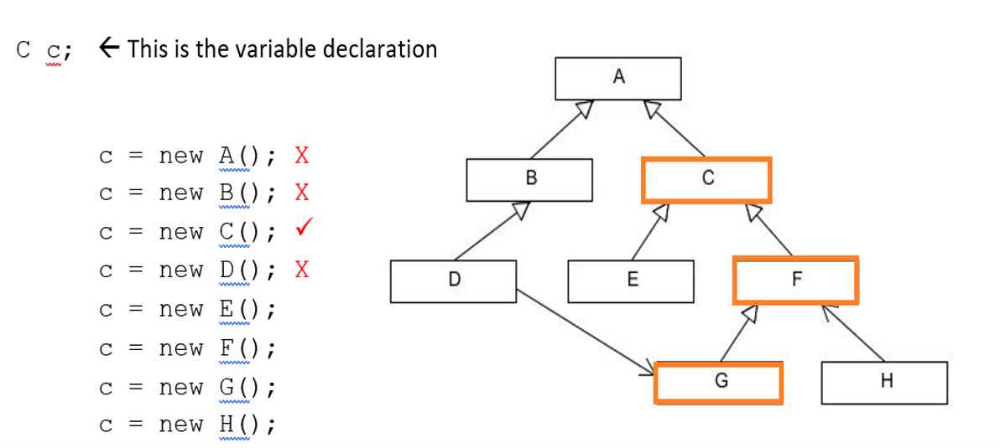 C c; ← This is the variable declaration
c = new A(); X
c = new B(); X
c = new C(); ✓
c = new D(); X
c = new E();
c = new F();
c = new G();
c = new H();
A
B
C
D
E
F
G
H